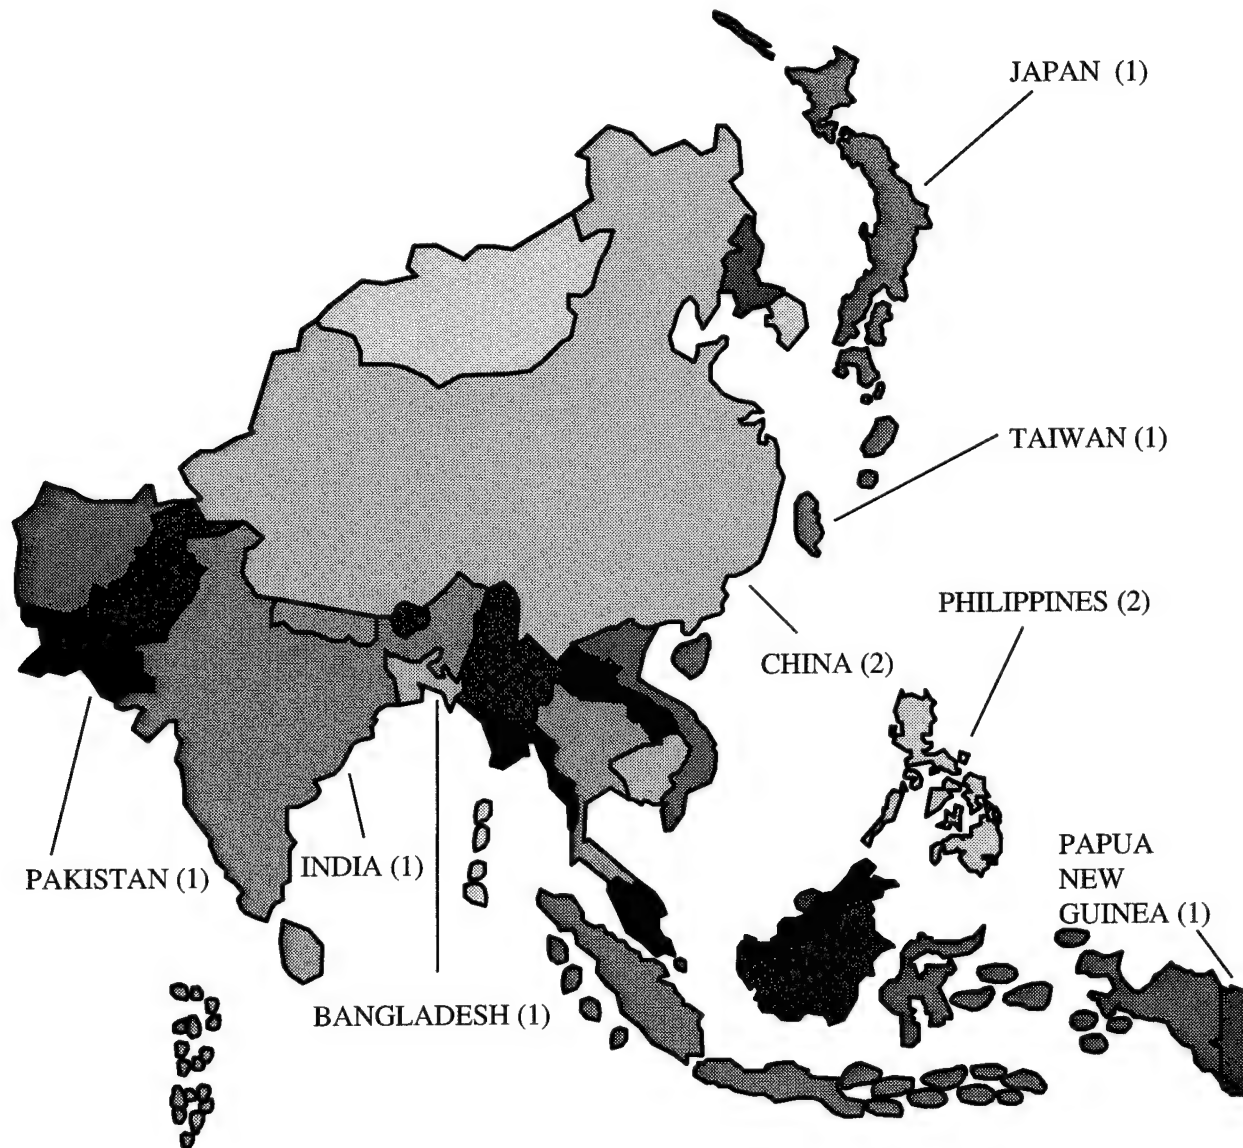 JAPAN (1)
TAIWAN (1)
PHILIPPINES (2)
CHINA (2)
PAKISTAN (1)
INDIA (1)
PAPUA
NEW
GUINEA (1)
BANGLADESH (1)